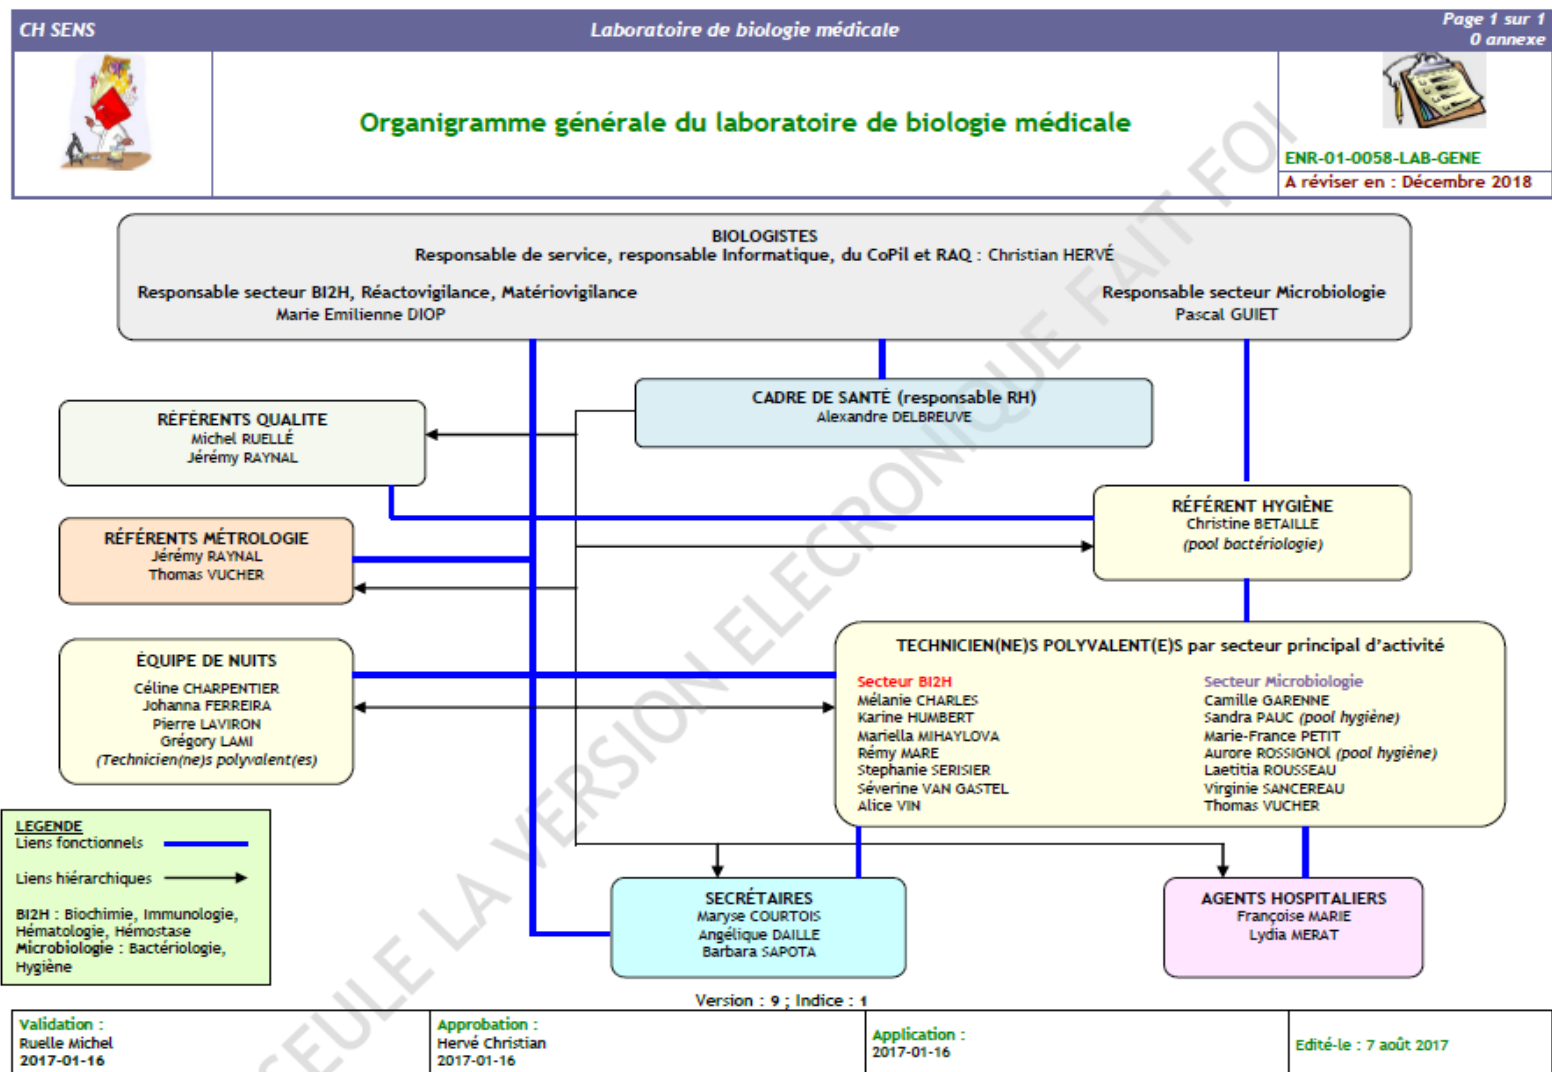 CH SENS
Laboratoire de biologie médicale
Page 1 sur 1
0 annexe
Organigramme générale du laboratoire de biologie médicale
ENR-01-0058-LAB-GENE
A réviser en : Décembre 2018
BIOLOGISTES
Responsable de service, responsable Informatique, du CoPil et RAQ : Christian HERVÉ
Responsable secteur BI2H, Réactovigilance, Matériovigilance
Marie Emilienne DIOP
Responsable secteur Microbiologie
Pascal GUIET
CADRE DE SANTÉ (responsable RH)
Alexandre DELBREUVE
RÉFÉRENTS QUALITE
Michel RUELLÉ
Jérémy RAYNAL
RÉFÉRENT HYGIÈNE
Christine BETAILLE
(pool bactériologie)
RÉFÉRENTS MÉTROLOGIE
Jérémy RAYNAL
Thomas VUCHER
ÉQUIPE DE NUITS
Céline CHARPENTIER
Johanna FERREIRA
Pierre LAVIRON
Grégory LAMI
(Technicien(ne)s polyvalent(es)
TECHNICIEN(NE)S POLYVALENT(E)S par secteur principal d'activité
Secteur BI2H
Mélanie CHARLES
Karine HUMBERT
Mariella MIHAYLOVA
Rémy MARE
Stephanie SERISIER
Séverine VAN GASTEL
Alice VIN
Secteur Microbiologie
Camille GARENNE
Sandra PAUC (pool hygiène)
Marie-France PETIT
Aurore ROSSIGNOl (pool hygiène)
Laetitia ROUSSEAU
Virginie SANCEREAU
Thomas VUCHER
LEGENDE
Liens fonctionnels
Liens hiérarchiques
BI2H : Biochimie, Immunologie,
Hématologie, Hémostase
Microbiologie : Bactériologie,
Hygiène
SECRÉTAIRES
Maryse COURTOIS
Angélique DAILLE
Barbara SAPOTA
AGENTS HOSPITALIERS
Françoise MARIE
Lydia MERAT
Version : 9 ; Indice : 1
Validation :
Ruelle Michel
2017-01-16
Approbation :
Hervé Christian
2017-01-16
Application :
2017-01-16
Edité-le : 7 août 2017
SEULE LA VERSION ELECRONIQUE FAIT FOI